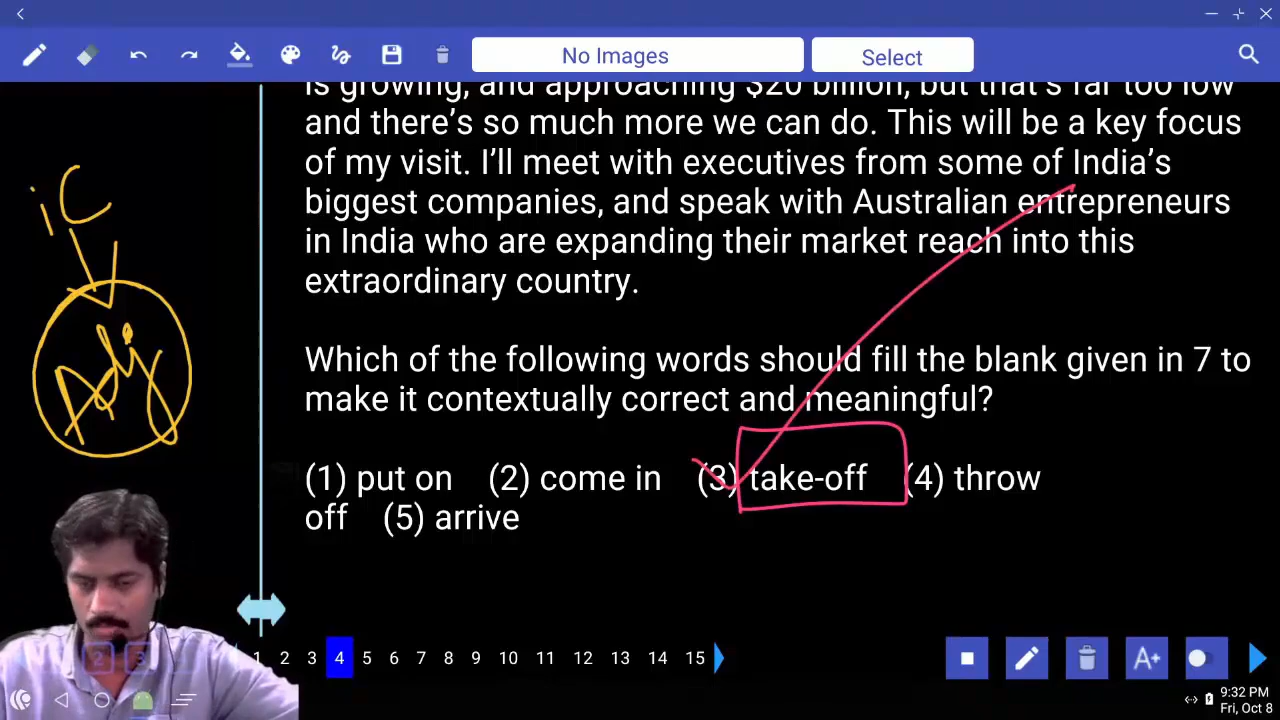 No Images
Select
is growing, and approaching $20 billion, but that's far too low
and there's so much more we can do. This will be a key focus
of my visit. I'll meet with executives from some of India's
biggest companies, and speak with Australian entrepreneurs
in India who are expanding their market reach into this
extraordinary country.
ic
Adj
Which of the following words should fill the blank given in 7 to
make it contextually correct and meaningful?
(1) put on (2) come in (3) take-off (4) throw
off (5) arrive
1 2 3 4 5 6 7 8 9 10 11 12 13 14 15
2 3
A+
9:32 PM
Fri, Oct 8